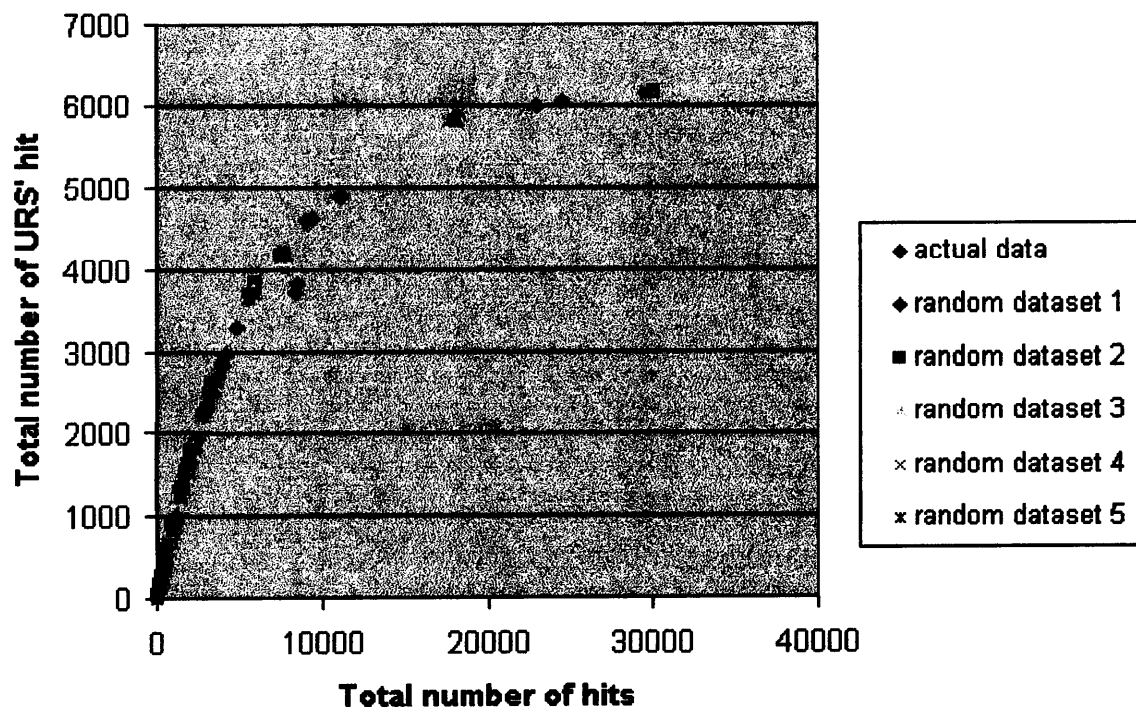 7000
6000
5000
4000
3000
2000
1000
0
Total number of URS' hit
0 10000 20000 30000 40000
Total number of hits
actual data
random dataset 1
random dataset 2
random dataset 3
random dataset 4
random dataset 5